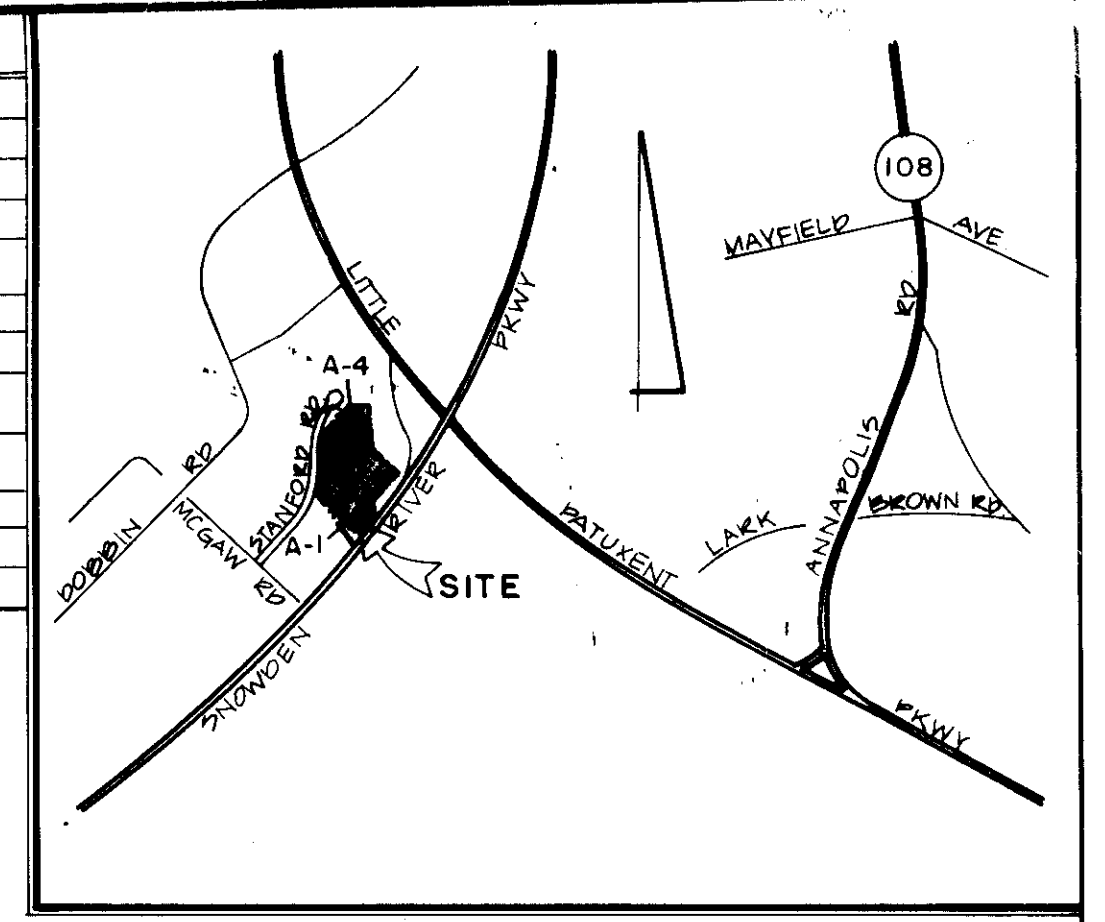 108
MAYFIELD AVE
LITTLE
PKWY
RD
A-4
RD
STANFORD
RD
ANNAPOLIS
RIVER
BROWN RD
MCGAW
LARK
PATUXENT
DOBBIN
A-1
RD
SITE
SNOWDEN
PKWY